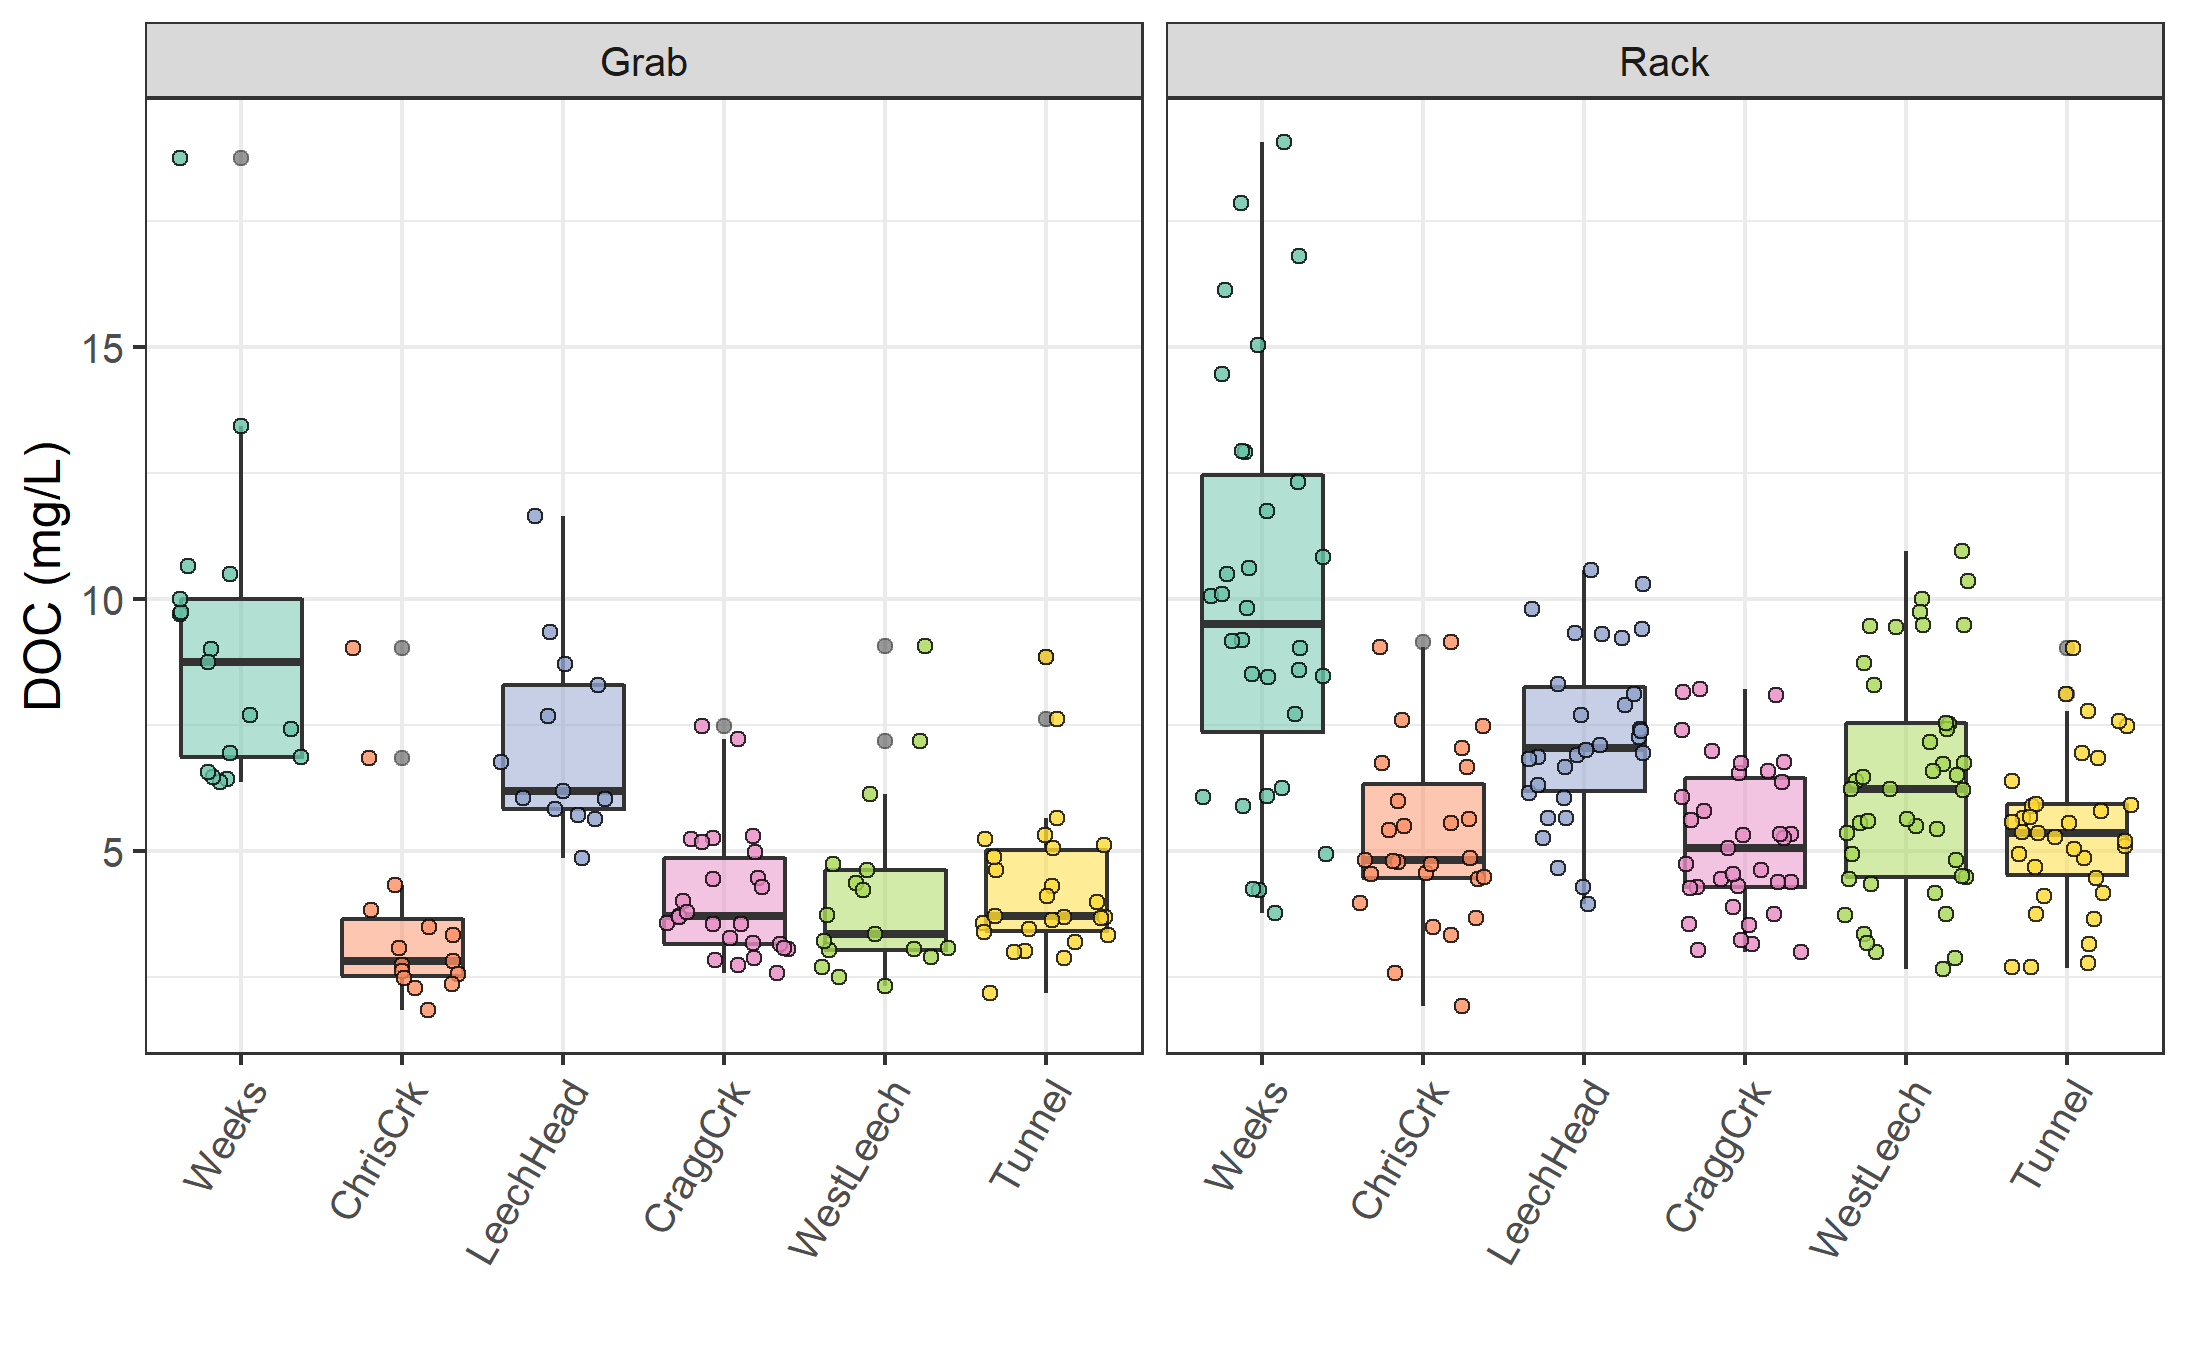 Grab
Rack
DOC (mg/L)
15
10
5
Weeks
ChrisCrk
LeechHead
CraggCrk
WestLeech
Tunnel
Weeks
ChrisCrk
LeechHead
CraggCrk
WestLeech
Tunnel